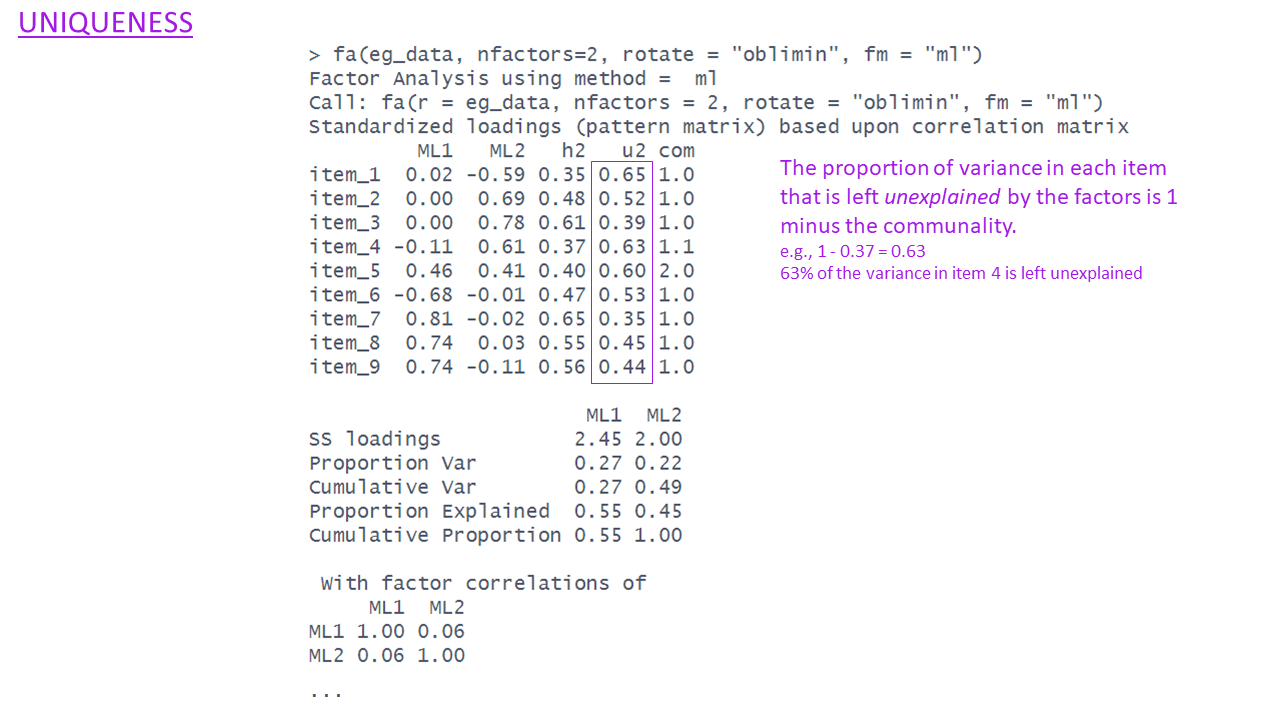 UNIQUENESS
> fa(eg_data, nfactors=2, rotate = "oblimin", fm = "ml")
Factor Analysis using method =  ml
Call: fa(r = eg_data, nfactors = 2, rotate = "oblimin", fm = "ml")
Standardized loadings (pattern matrix) based upon correlation matrix
ML1 ML2 h2 u2 com
item_1 0.02 -0.59 0.35 0.65 1.0
item_2 0.00 0.69 0.48 0.52 1.0
item_3 0.00 0.78 0.61 0.39 1.0
item_4 -0.11 0.61 0.37 0.63 1.1
item_5 0.46 0.41 0.40 0.60 2.0
item_6 -0.68 -0.01 0.47 0.53 1.0
item_7 0.81 -0.02 0.65 0.35 1.0
item_8 0.74 0.03 0.55 0.45 1.0
item_9 0.74 -0.11 0.56 0.44 1.0
The proportion of variance in each item
that is left unexplained by the factors is 1
minus the communality.
e.g., 1 - 0.37 = 0.63
63% of the variance in item 4 is left unexplained
ML1 ML2
SS loadings 2.45 2.00
Proportion Var 0.27 0.22
Cumulative Var 0.27 0.49
Proportion Explained 0.55 0.45
Cumulative Proportion 0.55 1.00
With factor correlations of
ML1 ML2
ML1 1.00 0.06
ML2 0.06 1.00
...